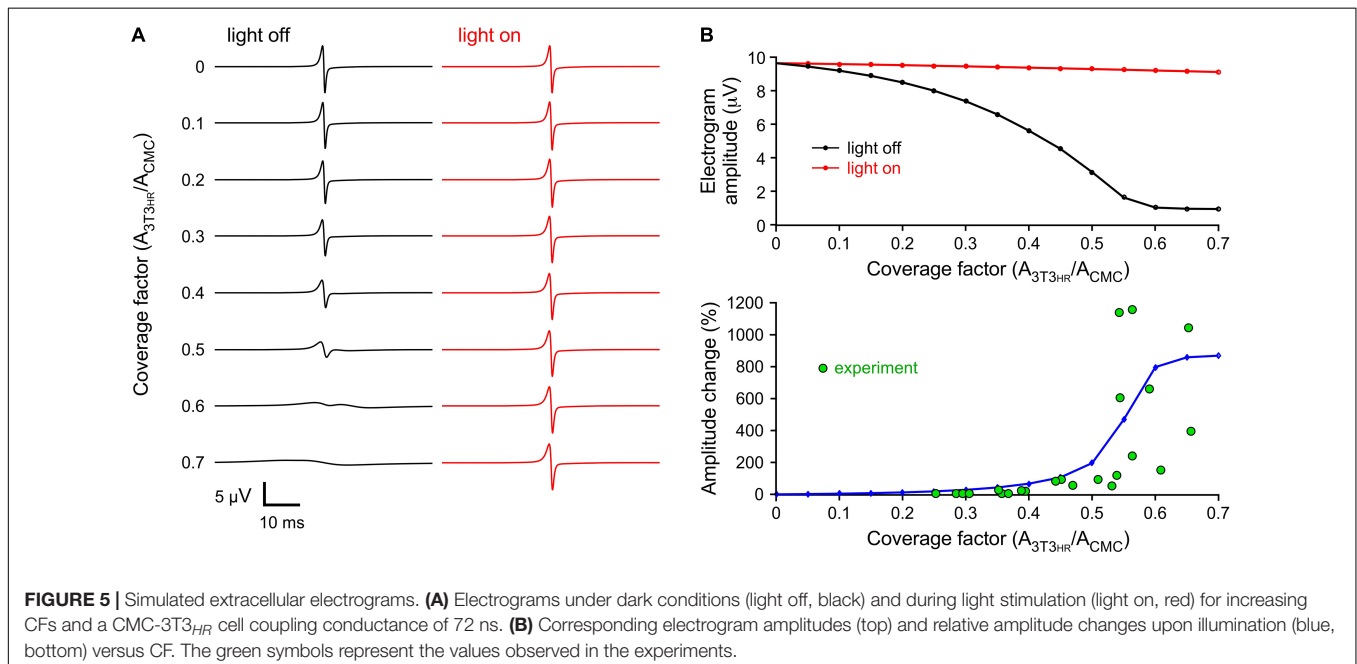 A
light off
light on
Coverage factor (A3T3HR/ACMC)
0
0.1
0.2
0.3
0.4
0.5
0.6
0.7
5 µV
10 ms
B
Electrogram
amplitude (µV)
10
8
6
4
2
0
light off
light on
0 0.1 0.2 0.3 0.4 0.5 0.6 0.7
Coverage factor (A3T3HR/ACMC)
Amplitude change (%)
1200
1000
800
600
400
200
0
experiment
0 0.1 0.2 0.3 0.4 0.5 0.6 0.7
Coverage factor (A3T3HR/ACMC)
FIGURE 5 | Simulated extracellular electrograms. (A) Electrograms under dark conditions (light off, black) and during light stimulation (light on, red) for increasing
CFs and a CMC-3T3HR cell coupling conductance of 72 ns. (B) Corresponding electrogram amplitudes (top) and relative amplitude changes upon illumination (blue,
bottom) versus CF. The green symbols represent the values observed in the experiments.